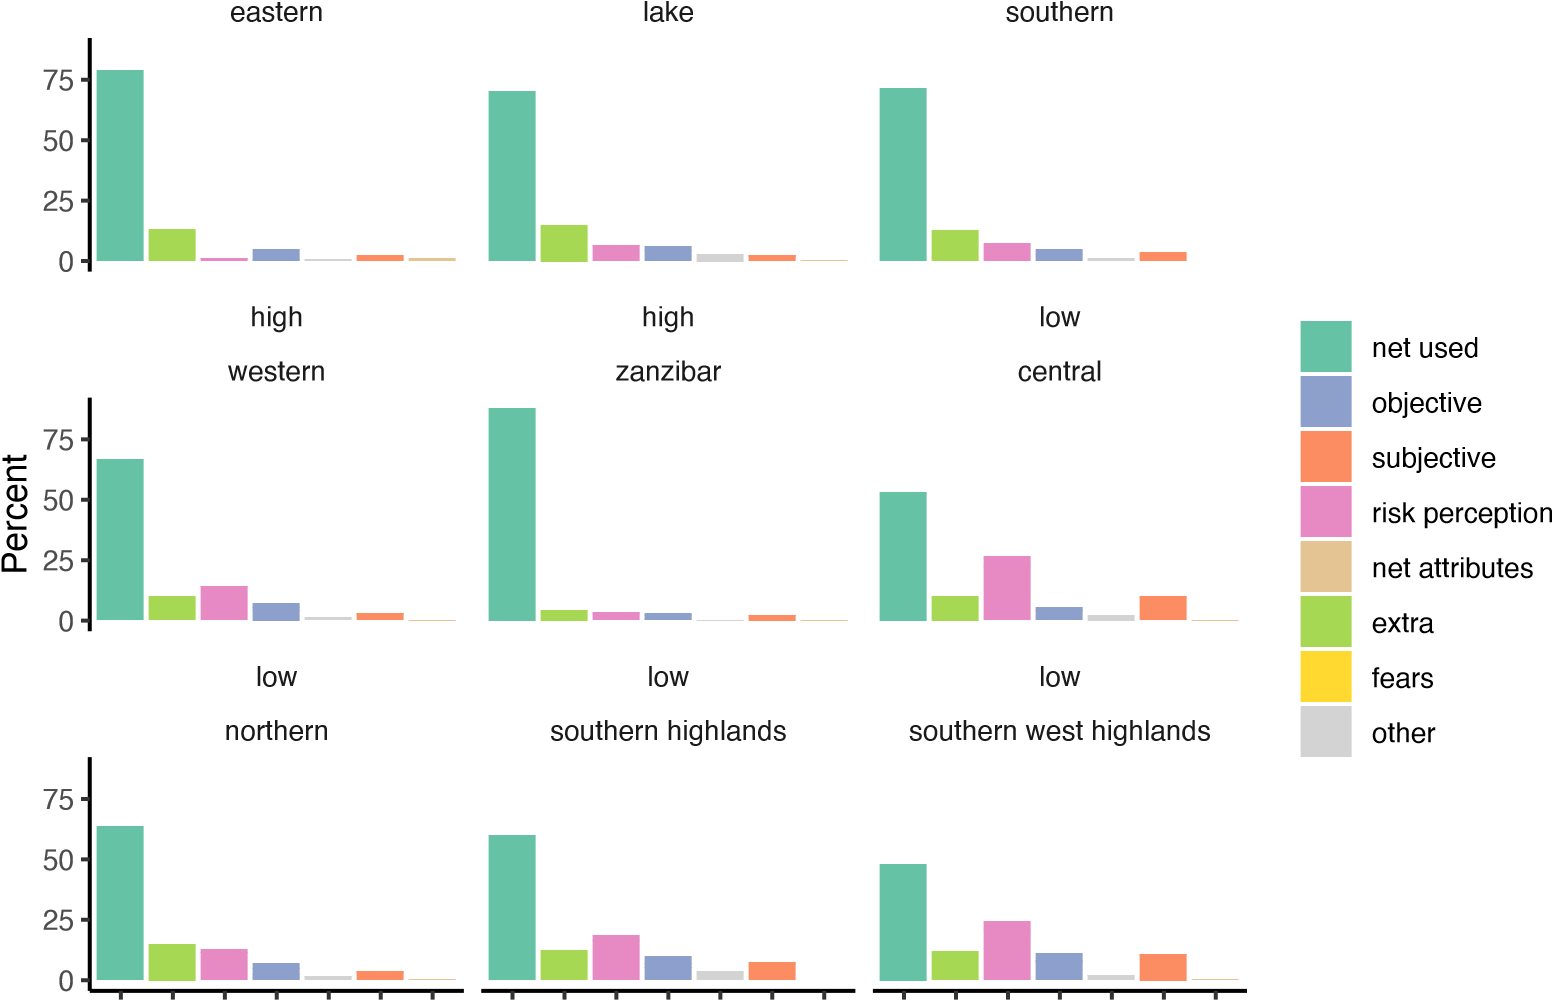 eastern lake southern
75
50
25
0
high high low
western zanzibar central
75
50
25
0
low low low
northern southern highlands southern west highlands
75
50
25
0
Percent
net used
objective
subjective
risk perception
net attributes
extra
fears
other